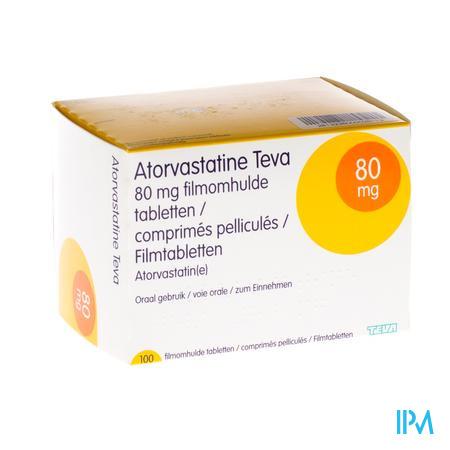 Atorvastatine Teva
80 mg filmomhulde
tabletten /
comprimés pelliculés /
Filmtabletten
Atorvastatin(e)
Oraal gebruik / voie orale / zum Einnehmen
100 filmomhulde tabletten / comprimés pelliculés / Filmtabletten
80
mg
TEVA
Atorvastatine Teva
80
mg
IPM